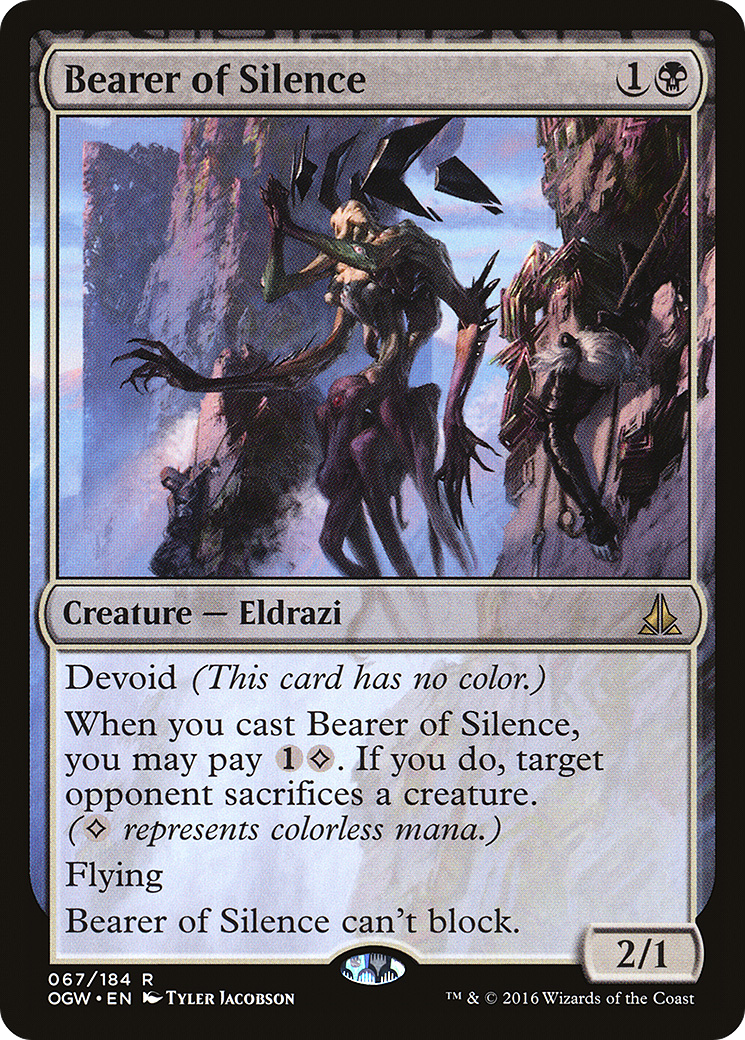 Bearer of Silence 1
Creature — Eldrazi
Devoid (This card has no color.)
When you cast Bearer of Silence,
you may pay 1◇. If you do, target
opponent sacrifices a creature.
(◇ represents colorless mana.)
Flying
Bearer of Silence can't block.
2/1
067/184 R
OGW • EN Tyler Jacobson
™ & © 2016 Wizards of the Coast